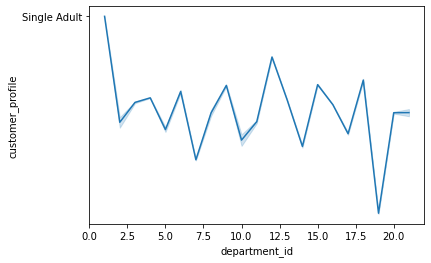 Single Adult
customer_profile
0.0 2.5 5.0 7.5 10.0 12.5 15.0 17.5 20.0
department_id